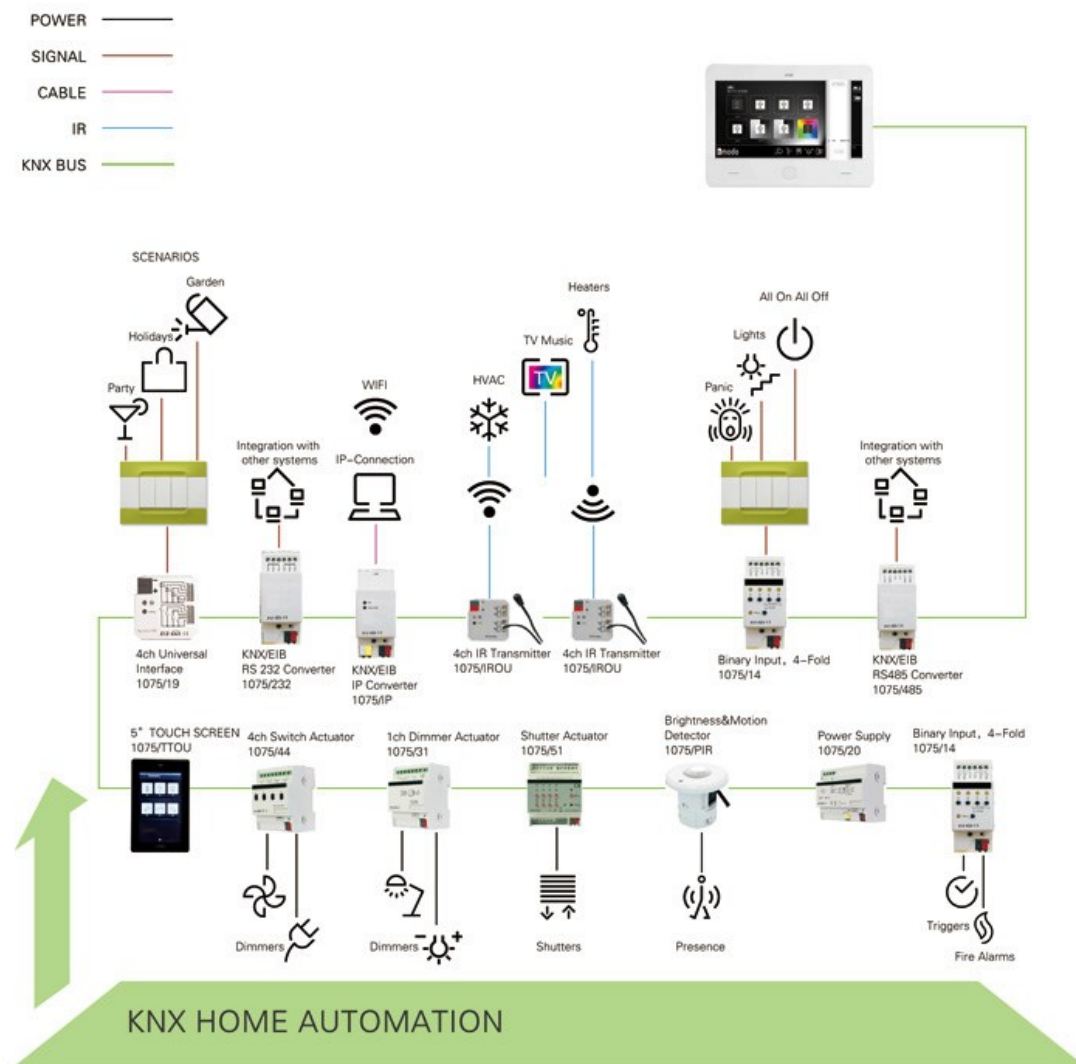 POWER
SIGNAL
CABLE
IR
KNX BUS
SCENARIOS
Garden
Holidays
Party
Integration with
other systems
WIFI
IP-Connection
HVAC
TV Music
TV
Heaters
All On All Off
Lights
Panic
Integration with
other systems
4ch Universal
Interface
1075/19
KNX/EIB
RS 232 Converter
1075/232
KNX/EIB
IP Converter
1075/IP
4ch IR Transmitter
1075/IROU
4ch IR Transmitter
1075/IROU
Binary Input, 4-Fold
1075/14
KNX/EIB
RS485 Converter
1075/485
5" TOUCH SCREEN
1075/TTOU
4ch Switch Actuator
1075/44
1ch Dimmer Actuator
1075/31
Shutter Actuator
1075/51
Brightness&Motion
Detector
1075/PIR
Power Supply
1075/20
Binary Input, 4-Fold
1075/14
Dimmers
Dimmers
Shutters
Presence
Triggers
Fire Alarms
KNX HOME AUTOMATION